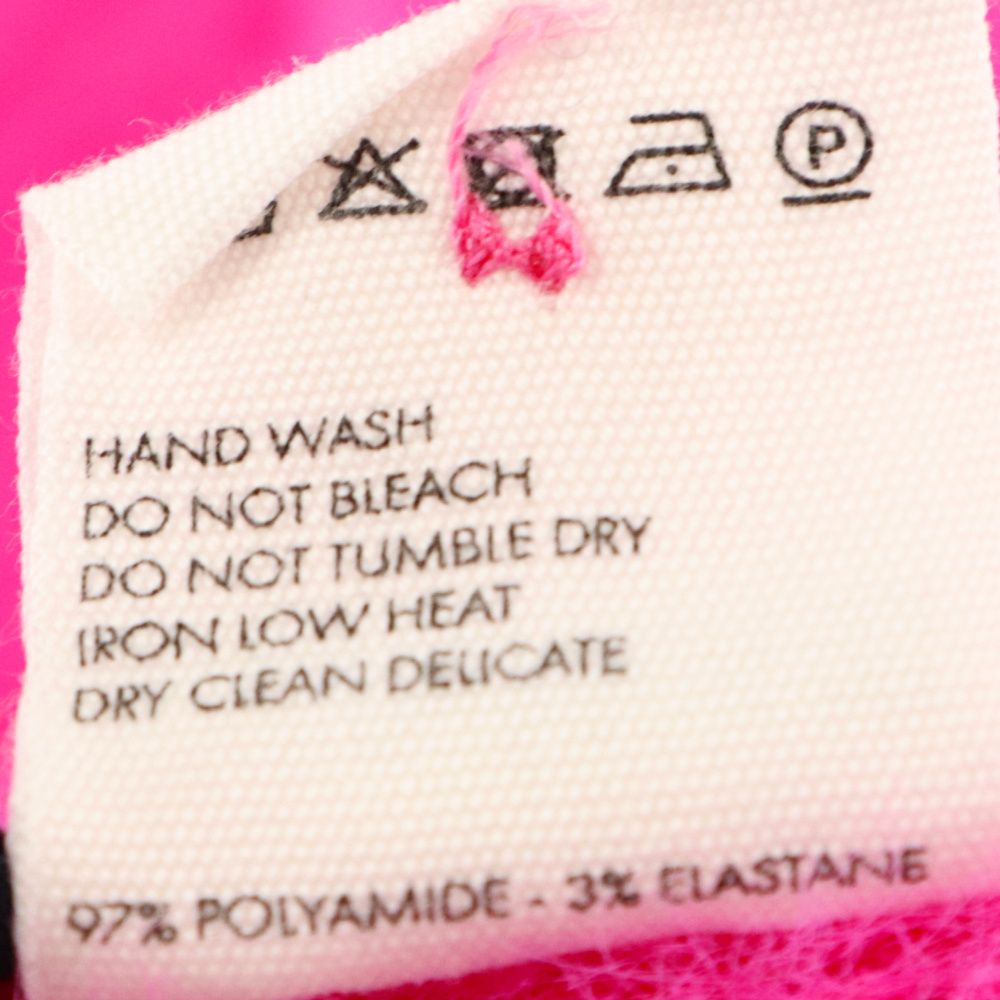 P
HAND WASH
DO NOT BLEACH
DO NOT TUMBLE DRY
IRON LOW HEAT
DRY CLEAN DELICATE
97% POLYAMIDE - 3% ELASTANE